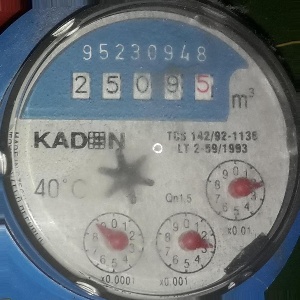 95230948
25095 m³
KADEN
TCS 142/92-1136
LT 2-59/1993
40°C
Qn1,5
x0.01
x0.0001
x0.001